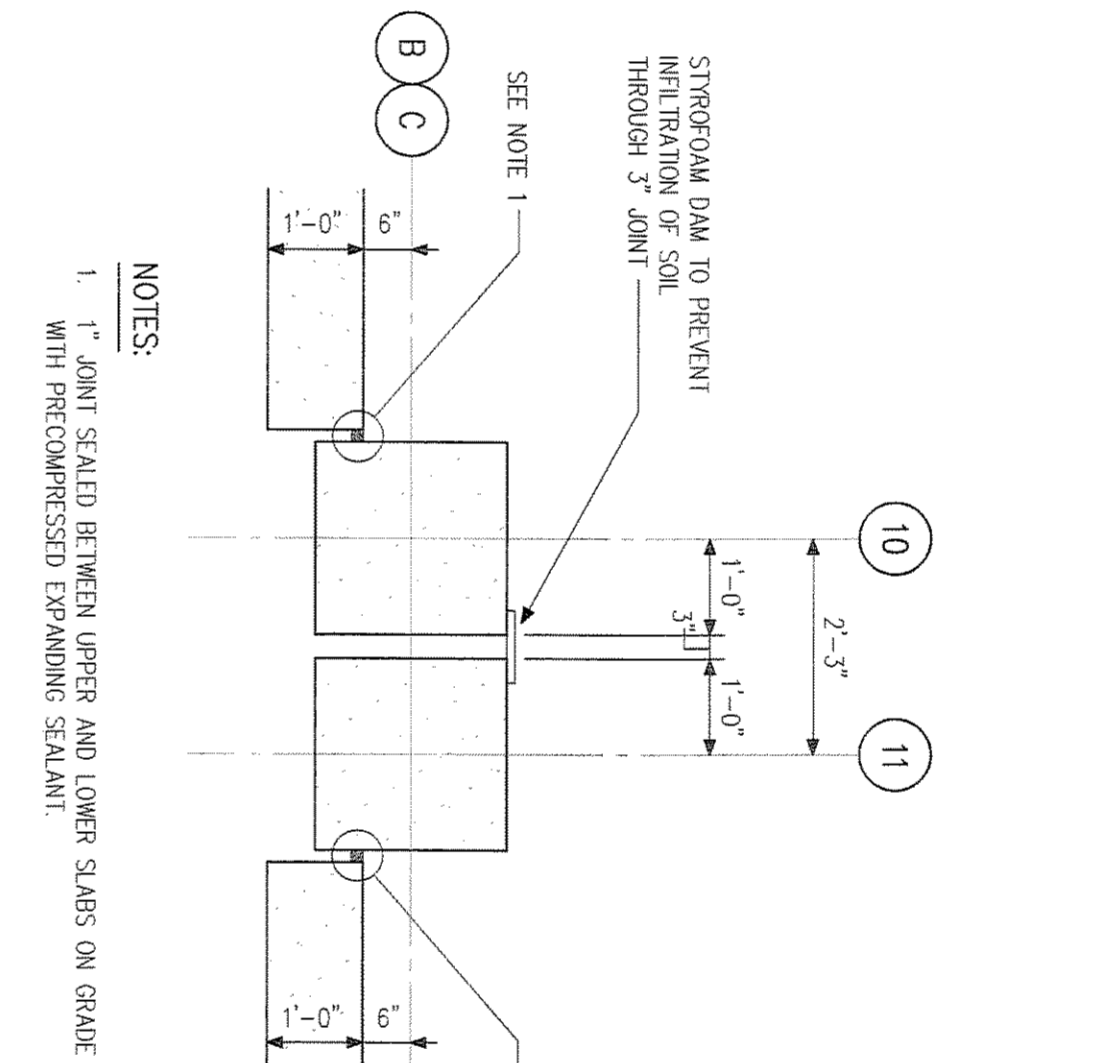 10
11
2'-3"
1'-0"
3"
1'-0"
STYROFOAM DAM TO PREVENT
INFILTRATION OF SOIL
THROUGH 3" JOINT
SEE NOTE 1
B
C
6"
1'-0"
6"
1'-0"
NOTES:
1. 1" JOINT SEALED BETWEEN UPPER AND LOWER SLABS ON GRADE
WITH PRECOMPRESSED EXPANDING SEALANT.